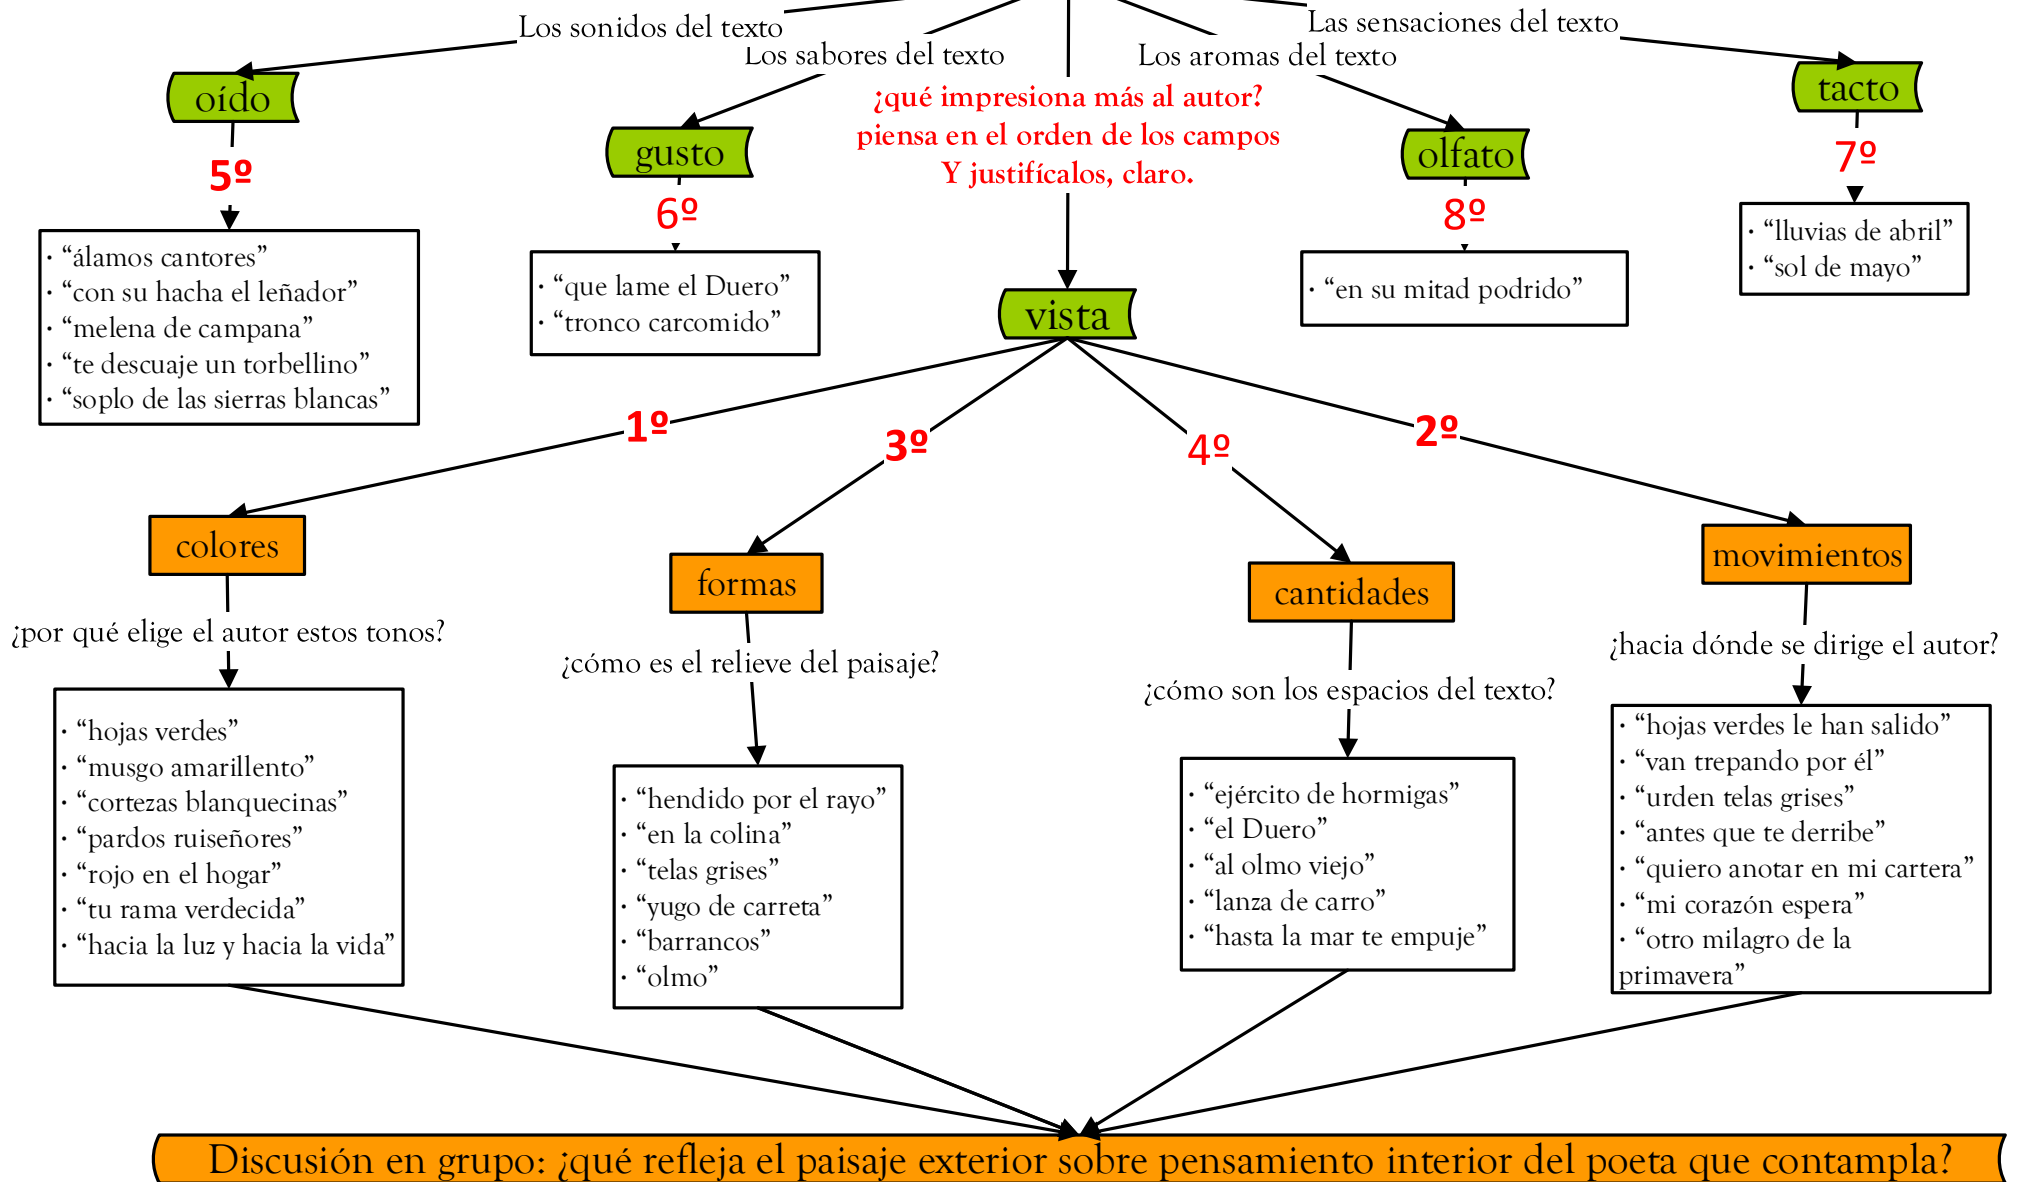 Los sonidos del texto
Los sabores del texto
Los aromas del texto
Las sensaciones del texto
oído
5º
· “álamos cantores”
· “con su hacha el leñador”
· “melena de campana”
· “te descuaje un torbellino”
· “soplo de las sierras blancas”
gusto
6º
· “que lame el Duero”
· “tronco carcomido”
¿qué impresiona más al autor?
piensa en el orden de los campos
Y justifícalos, claro.
olfato
8º
· “en su mitad podrido”
tacto
7º
· “lluvias de abril”
· “sol de mayo”
vista
1º
3º
4º
2º
colores
¿por qué elige el autor estos tonos?
· “hojas verdes”
· “musgo amarillento”
· “cortezas blanquecinas”
· “pardos ruiseñores”
· “rojo en el hogar”
· “tu rama verdecida”
· “hacia la luz y hacia la vida”
formas
¿cómo es el relieve del paisaje?
· “hendido por el rayo”
· “en la colina”
· “telas grises”
· “yugo de carreta”
· “barrancos”
· “olmo”
cantidades
¿cómo son los espacios del texto?
· “ejército de hormigas”
· “el Duero”
· “al olmo viejo”
· “lanza de carro”
· “hasta la mar te empuje”
movimientos
¿hacia dónde se dirige el autor?
· “hojas verdes le han salido”
· “van trepando por él”
· “urden telas grises”
· “antes que te derribe”
· “quiero anotar en mi cartera”
· “mi corazón espera”
· “otro milagro de la
primavera”
Discusión en grupo: ¿qué refleja el paisaje exterior sobre pensamiento interior del poeta que contampla?